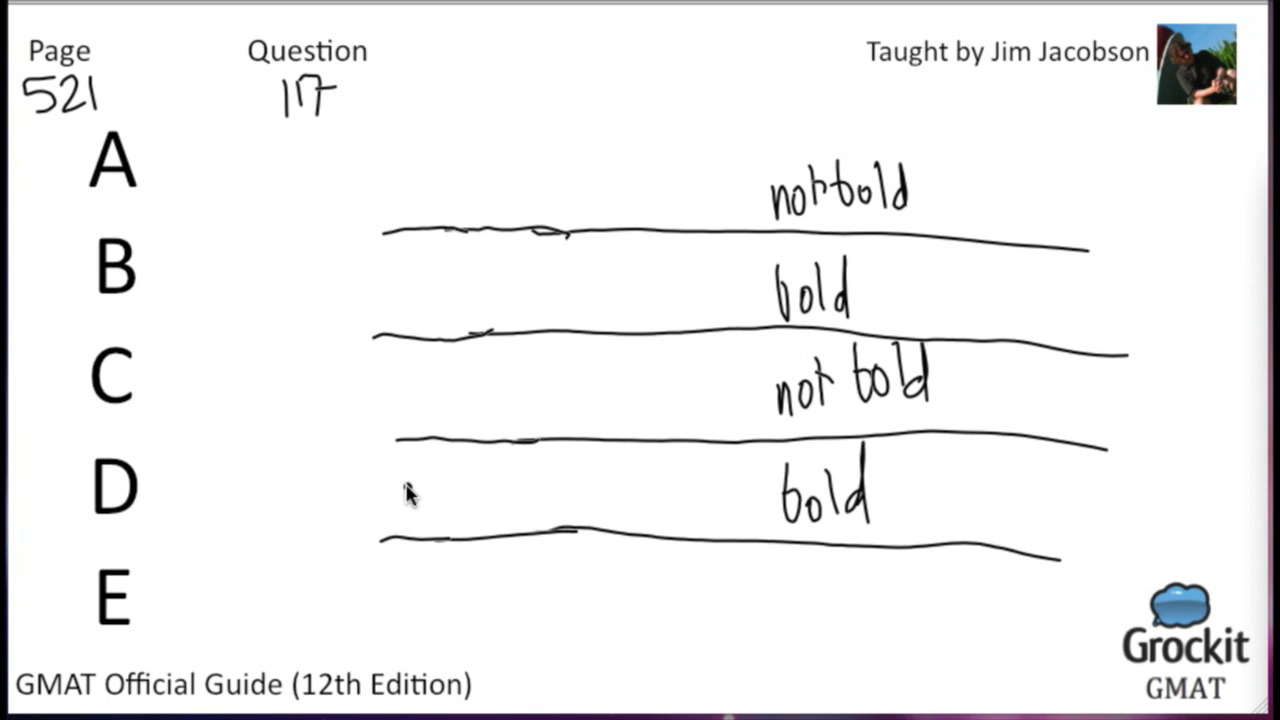 Page Question Taught by Jim Jacobson
521 117
A
not bold
B
bold
C
not bold
D
bold
E
Grockit
GMAT
GMAT Official Guide (12th Edition)